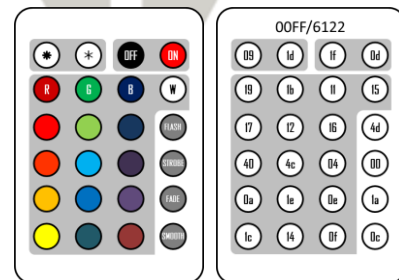 00FF/6122
OFF ON
R G B W
FLASH
STROBE
FADE
SMOOTH
09 1d 1f 0d
19 1b 11 15
17 12 16 4d
40 4c 04 00
0a 1e 0e 1a
1c 14 0f 0c